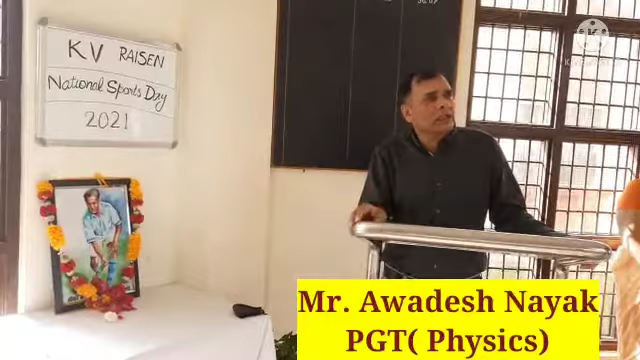 KV RAISEN
National Sports Day
2021
Mr. Awadesh Nayak
PGT( Physics)